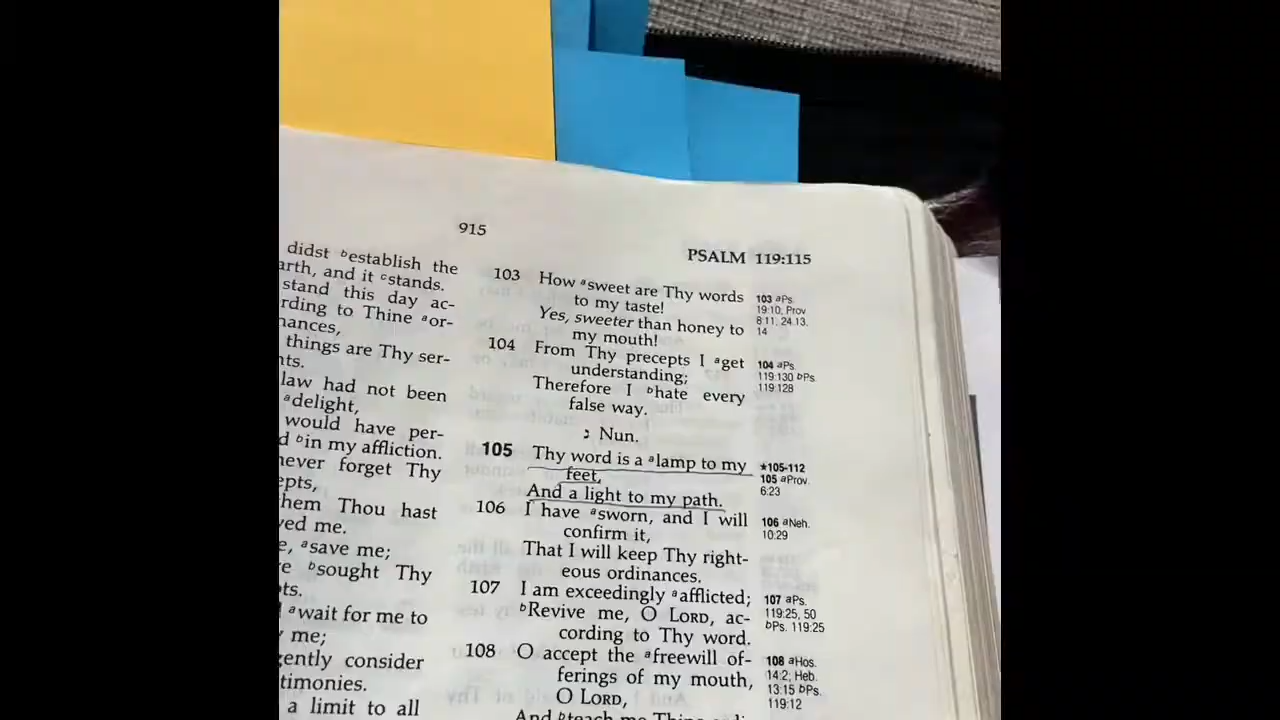 915
PSALM 119:115
didst ᵇestablish the
arth, and it ᶜstands.
stand this day ac-
rding to Thine ᵃor-
nances,
things are Thy ser-
nts.
law had not been
ᵃdelight,
would have per-
d ᵇin my affliction.
never forget Thy
epts,
hem Thou hast
ved me.
e, ᵃsave me;
ve ᵇsought Thy
pts.
ᵃwait for me to
me;
gently consider
timonies.
a limit to all
103 How ᵃsweet are Thy words
to my taste!
Yes, sweeter than honey to
my mouth!
104 From Thy precepts I ᵃget
understanding;
Therefore I ᵇhate every
false way.
נ Nun.
105 Thy word is a ᵃlamp to my
feet,
And a light to my path.
106 I have ᵃsworn, and I will
confirm it,
That I will keep Thy right-
eous ordinances.
107 I am exceedingly ᵃafflicted;
ᵇRevive me, O LORD, ac-
cording to Thy word.
108 O accept the ᵃfreewill of-
ferings of my mouth,
O LORD,
And ᵇteach me Thine
103 ᵃPs.
19:10, Prov
8:11, 24:13,
14
104 ᵃPs.
119:130 ᵇPs.
119:128
★105-112
105 ᵃProv.
6:23
106 ᵃNeh.
10:29
107 ᵃPs.
119:25, 50
ᵇPs. 119:25
108 ᵃHos.
14:2, Heb.
13:15 ᵇPs.
119:12